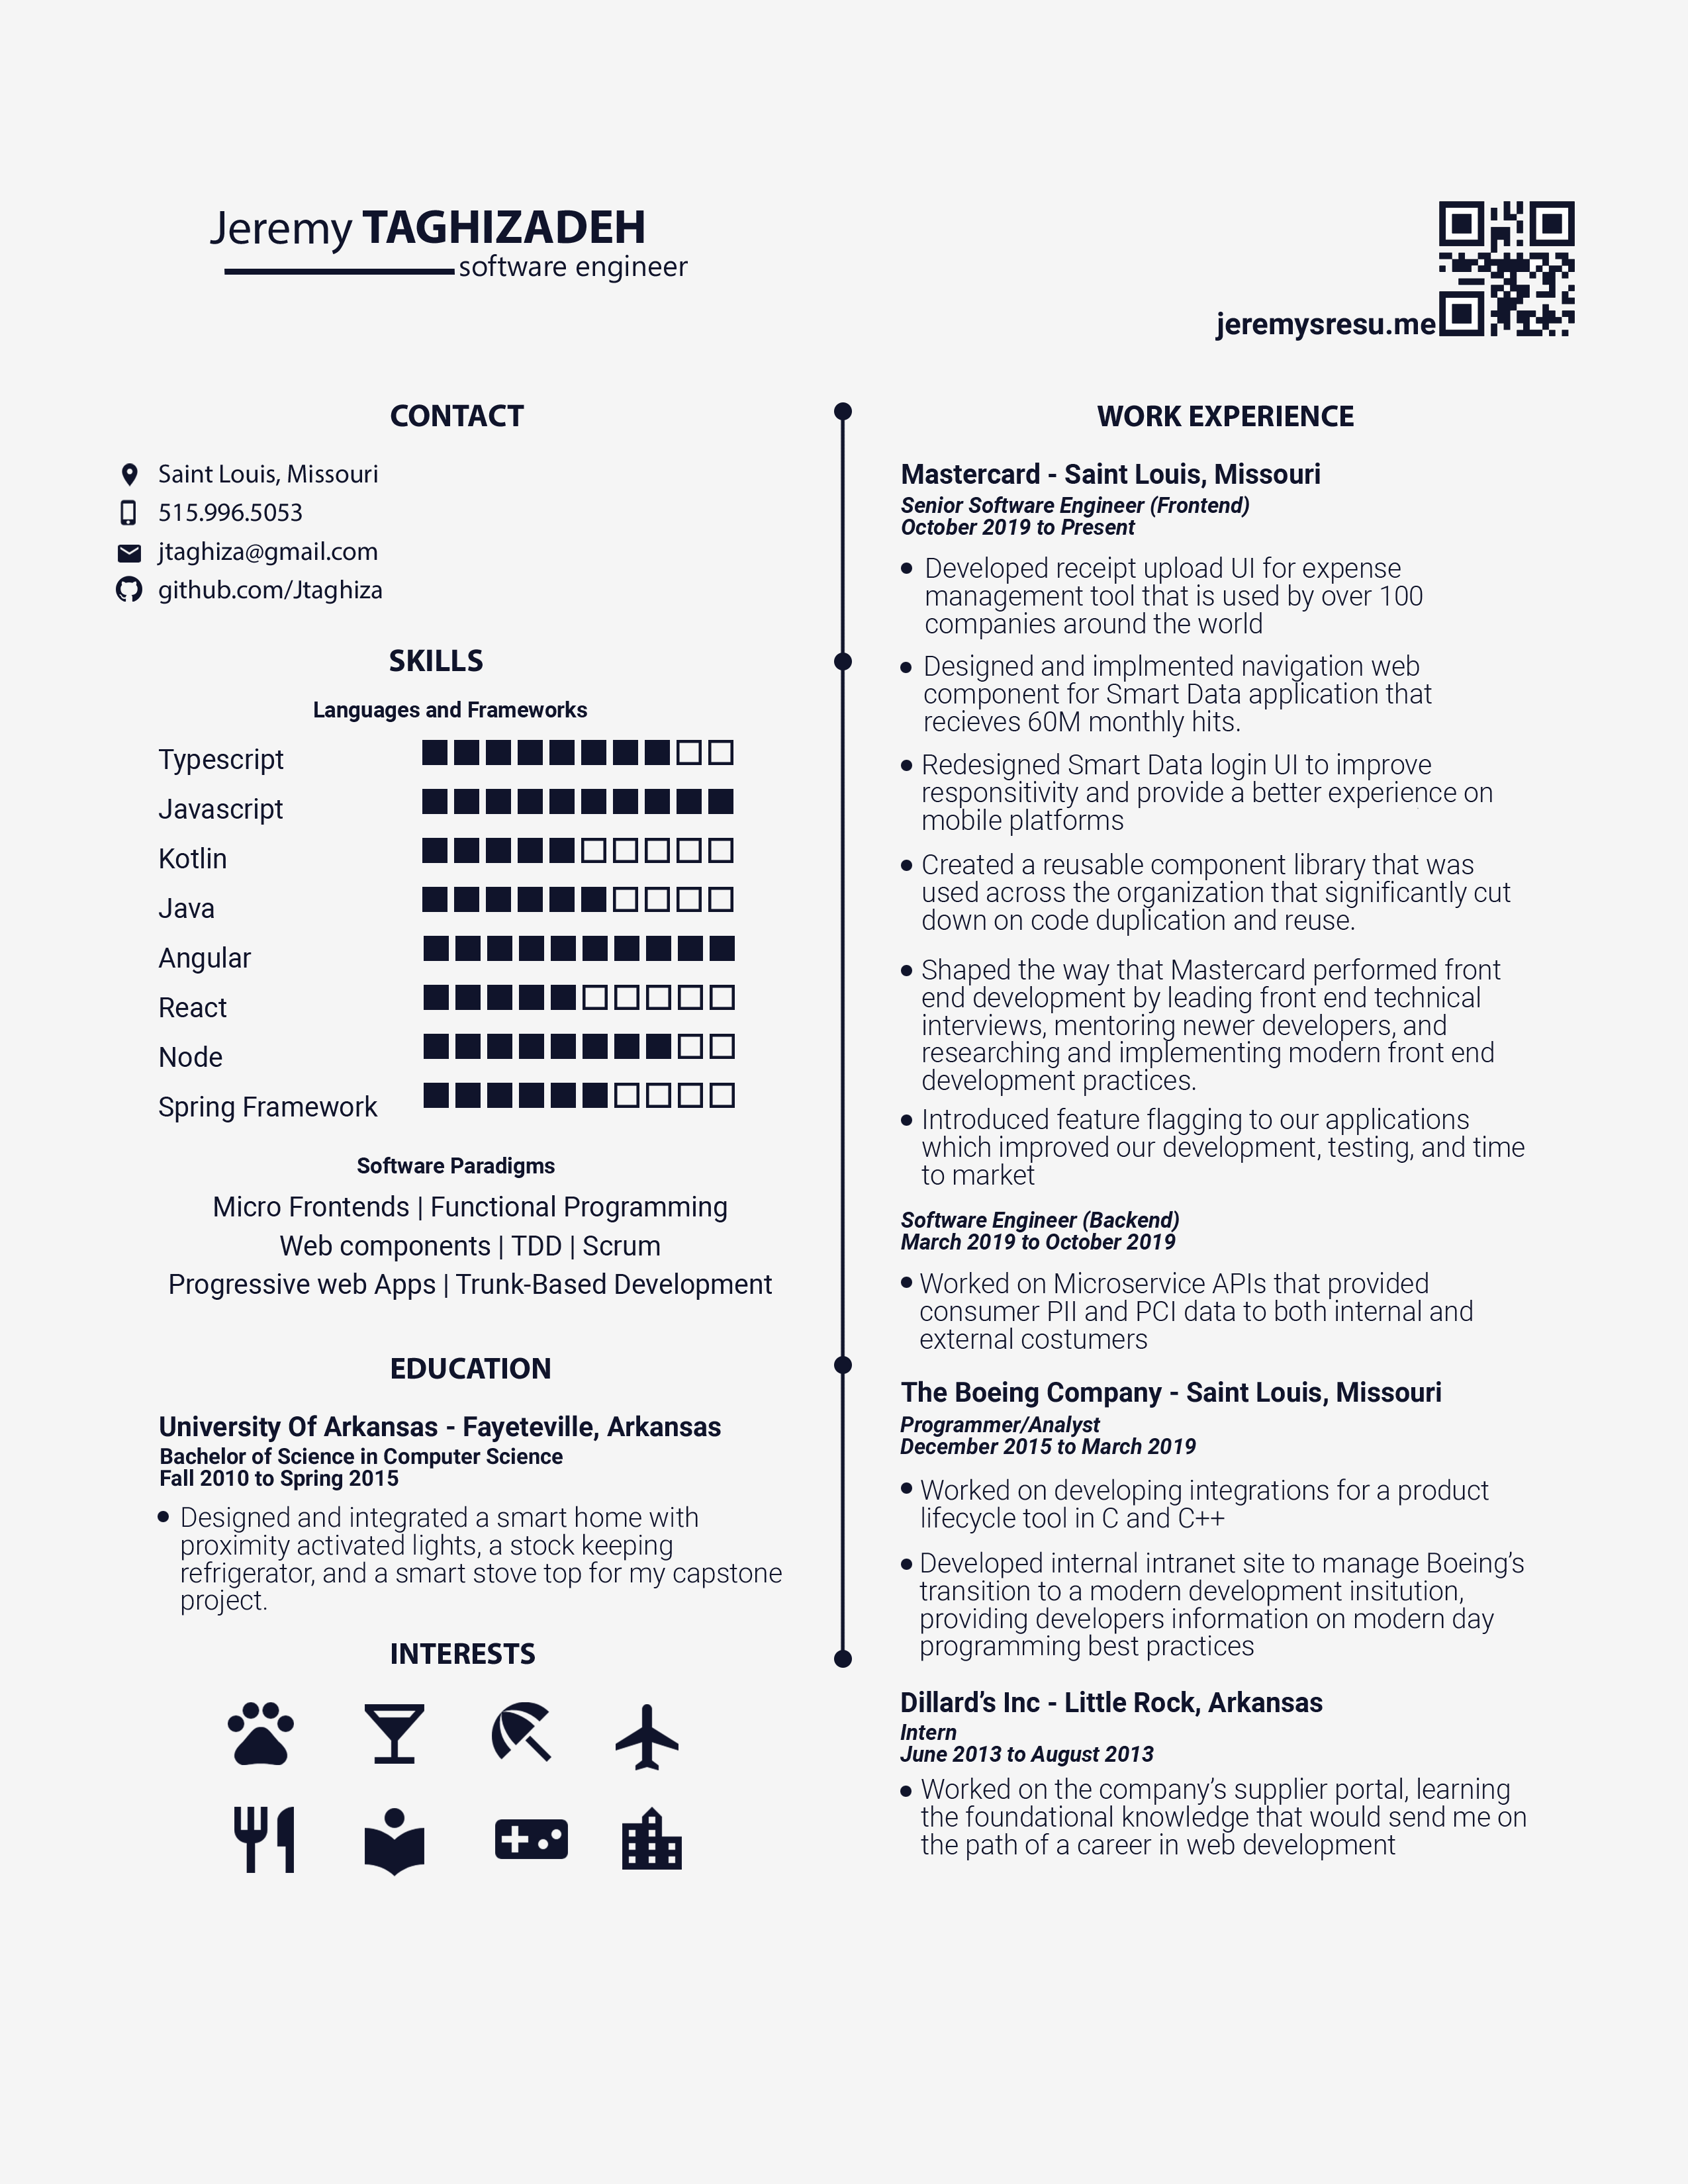 Jeremy TAGHIZADEH
software engineer
jeremysresu.me
CONTACT
Saint Louis, Missouri
515.996.5053
jtaghiza@gmail.com
github.com/Jtaghiza
SKILLS
Languages and Frameworks
Typescript
Javascript
Kotlin
Java
Angular
React
Node
Spring Framework
Software Paradigms
Micro Frontends | Functional Programming
Web components | TDD | Scrum
Progressive web Apps | Trunk-Based Development
EDUCATION
University Of Arkansas - Fayeteville, Arkansas
Bachelor of Science in Computer Science
Fall 2010 to Spring 2015
Designed and integrated a smart home with
proximity activated lights, a stock keeping
refrigerator, and a smart stove top for my capstone
project.
INTERESTS
WORK EXPERIENCE
Mastercard - Saint Louis, Missouri
Senior Software Engineer (Frontend)
October 2019 to Present
Developed receipt upload UI for expense
management tool that is used by over 100
companies around the world
Designed and implmented navigation web
component for Smart Data application that
recieves 60M monthly hits.
Redesigned Smart Data login UI to improve
responsitivity and provide a better experience on
mobile platforms
Created a reusable component library that was
used across the organization that significantly cut
down on code duplication and reuse.
Shaped the way that Mastercard performed front
end development by leading front end technical
interviews, mentoring newer developers, and
researching and implementing modern front end
development practices.
Introduced feature flagging to our applications
which improved our development, testing, and time
to market
Software Engineer (Backend)
March 2019 to October 2019
Worked on Microservice APIs that provided
consumer PII and PCI data to both internal and
external costumers
The Boeing Company - Saint Louis, Missouri
Programmer/Analyst
December 2015 to March 2019
Worked on developing integrations for a product
lifecycle tool in C and C++
Developed internal intranet site to manage Boeing’s
transition to a modern development insitution,
providing developers information on modern day
programming best practices
Dillard’s Inc - Little Rock, Arkansas
Intern
June 2013 to August 2013
Worked on the company’s supplier portal, learning
the foundational knowledge that would send me on
the path of a career in web development